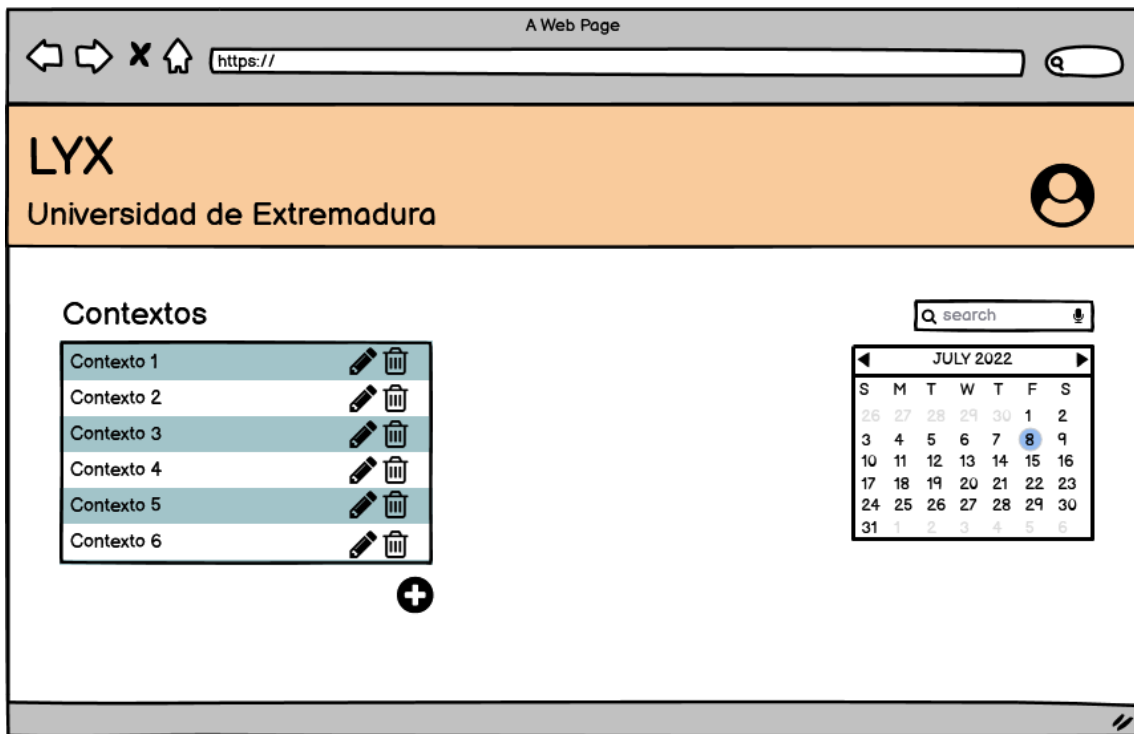 A Web Page
https://
LYX
Universidad de Extremadura
Contextos
Contexto 1
Contexto 2
Contexto 3
Contexto 4
Contexto 5
Contexto 6
search
JULY 2022
S M T W T F S
26 27 28 29 30 1 2
3 4 5 6 7 8 9
10 11 12 13 14 15 16
17 18 19 20 21 22 23
24 25 26 27 28 29 30
31 1 2 3 4 5 6